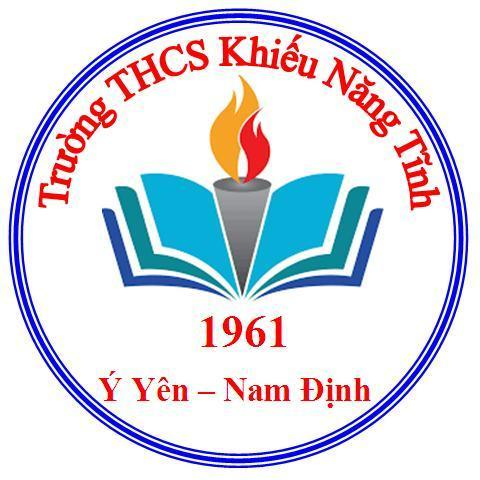 Trường THCS Khiếu Năng Tĩnh
1961
Ý Yên – Nam Định